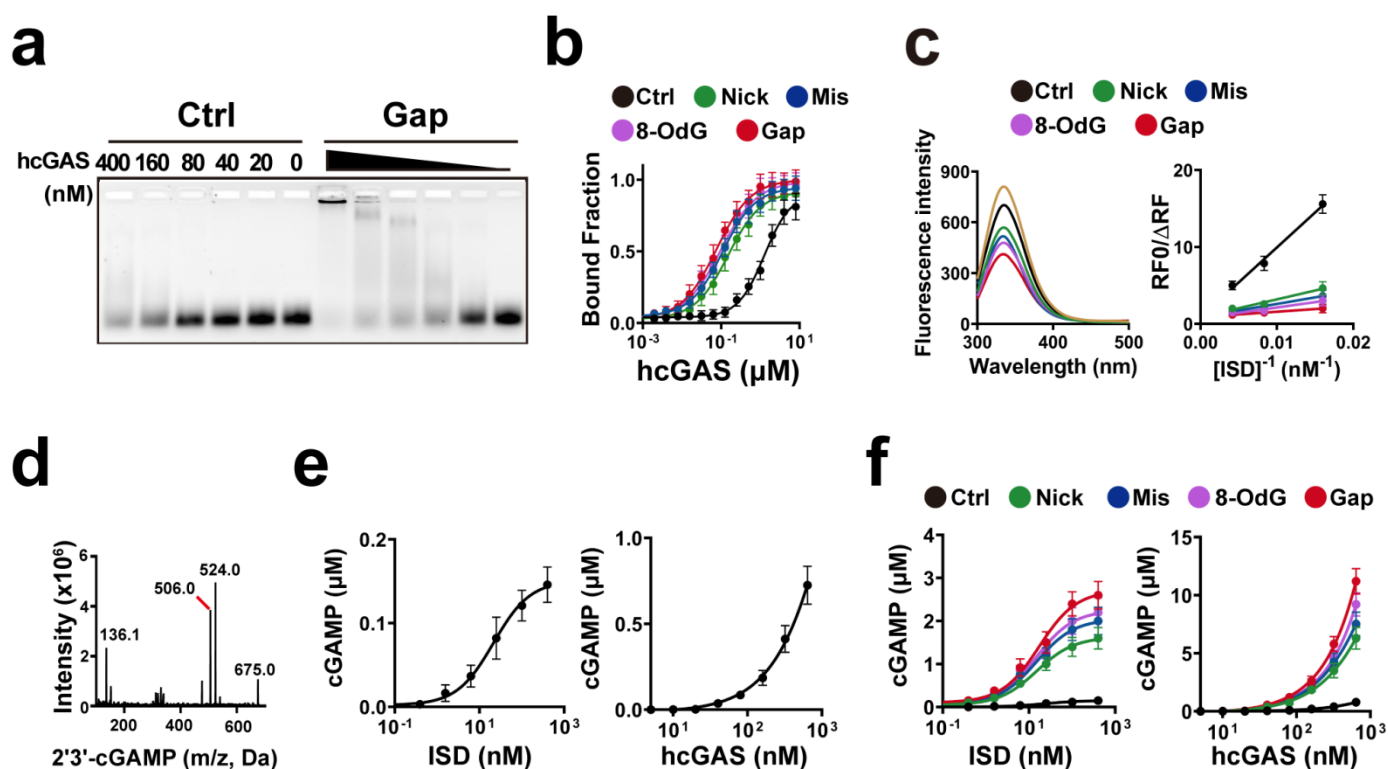 a
Ctrl Gap
hcGAS 400 160 80 40 20 0
(nM)
b
Ctrl Nick Mis
8-OdG Gap
Bound Fraction
1.0
0.5
0.0
10⁻³ 10⁻¹ 10¹
hcGAS (μM)
c
Ctrl Nick Mis
8-OdG Gap
Fluorescence intensity
900
600
300
0
300 400 500
Wavelength (nm)
RF0/△RF
20
10
0
0.00 0.01 0.02
[ISD]⁻¹ (nM⁻¹)
d
Intensity (x10⁶)
6
4
2
0
136.1
506.0
524.0
675.0
200 400 600
2'3'-cGAMP (m/z, Da)
e
cGAMP (μM)
0.2
0.1
0.0
10⁻¹ 10¹ 10³
ISD (nM)
cGAMP (μM)
1.0
0.5
0.0
10¹ 10² 10³
hcGAS (nM)
f
Ctrl Nick Mis 8-OdG Gap
cGAMP (μM)
4
3
2
1
0
10⁻¹ 10¹ 10³
ISD (nM)
cGAMP (μM)
15
10
5
0
10¹ 10² 10³
hcGAS (nM)